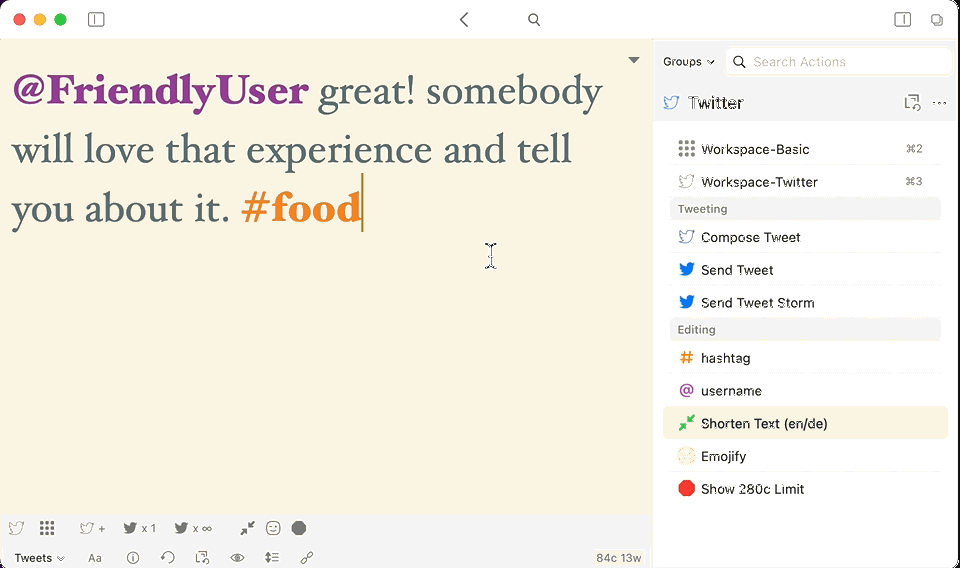 @FriendlyUser great! somebody
will love that experience and tell
you about it. #food
Groups
Search Actions
Twitter
Workspace-Basic ⌘2
Workspace-Twitter ⌘3
Tweeting
Compose Tweet
Send Tweet
Send Tweet Storm
Editing
# hashtag
@ username
Shorten Text (en/de)
Emojify
Show 280c Limit
+ x 1 x ∞
Tweets Aa 84c 13w